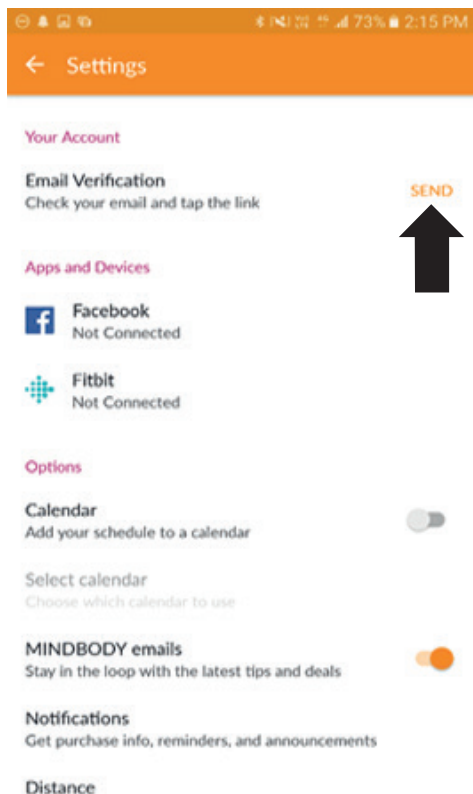 73% 2:15 PM
Settings
Your Account
Email Verification
Check your email and tap the link
SEND
Apps and Devices
Facebook
Not Connected
Fitbit
Not Connected
Options
Calendar
Add your schedule to a calendar
Select calendar
Choose which calendar to use
MINDBODY emails
Stay in the loop with the latest tips and deals
Notifications
Get purchase info, reminders, and announcements
Distance